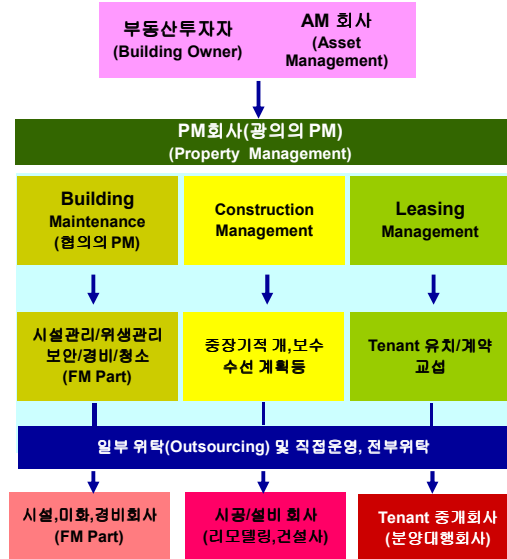 부동산투자자
(Building Owner)
AM 회사
(Asset
Management)
PM회사(광의의 PM)
(Property Management)
Building
Maintenance
(협의의 PM)
Construction
Management
Leasing
Management
시설관리/위생관리
보안/경비/청소
(FM Part)
중장기적 개,보수
수선 계획등
Tenant 유치/계약
교섭
일부 위탁(Outsourcing) 및 직접운영, 전부위탁
시설,미화,경비회사
(FM Part)
시공/설비 회사
(리모델링,건설사)
Tenant 중개회사
(분양대행회사)